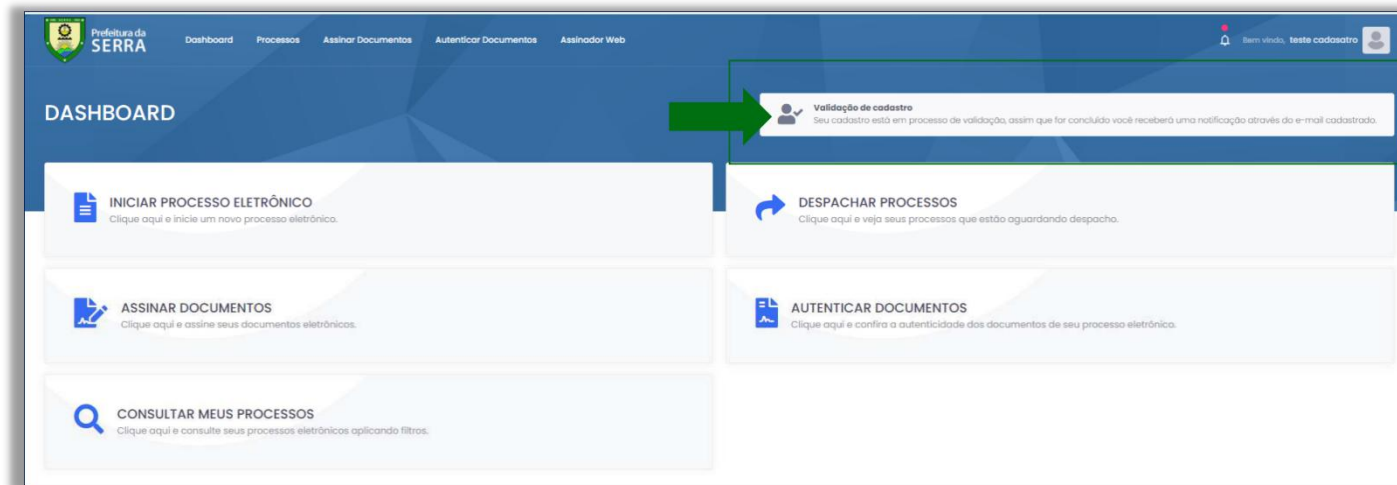 Prefeitura da
SERRA
Dashboard Processos Assinar Documentos Autenticar Documentos Assinador Web
Bem vindo, teste cadasatro
DASHBOARD
Validação de cadastro
Seu cadastro está em processo de validação, assim que for concluído você receberá uma notificação através do e-mail cadastrado.
INICIAR PROCESSO ELETRÔNICO
Clique aqui e inicie um novo processo eletrônico.
DESPACHAR PROCESSOS
Clique aqui e veja seus processos que estão aguardando despacho.
ASSINAR DOCUMENTOS
Clique aqui e assine seus documentos eletrônicos.
AUTENTICAR DOCUMENTOS
Clique aqui e confira a autenticidade dos documentos de seu processo eletrônico.
CONSULTAR MEUS PROCESSOS
Clique aqui e consulte seus processos eletrônicos aplicando filtros.